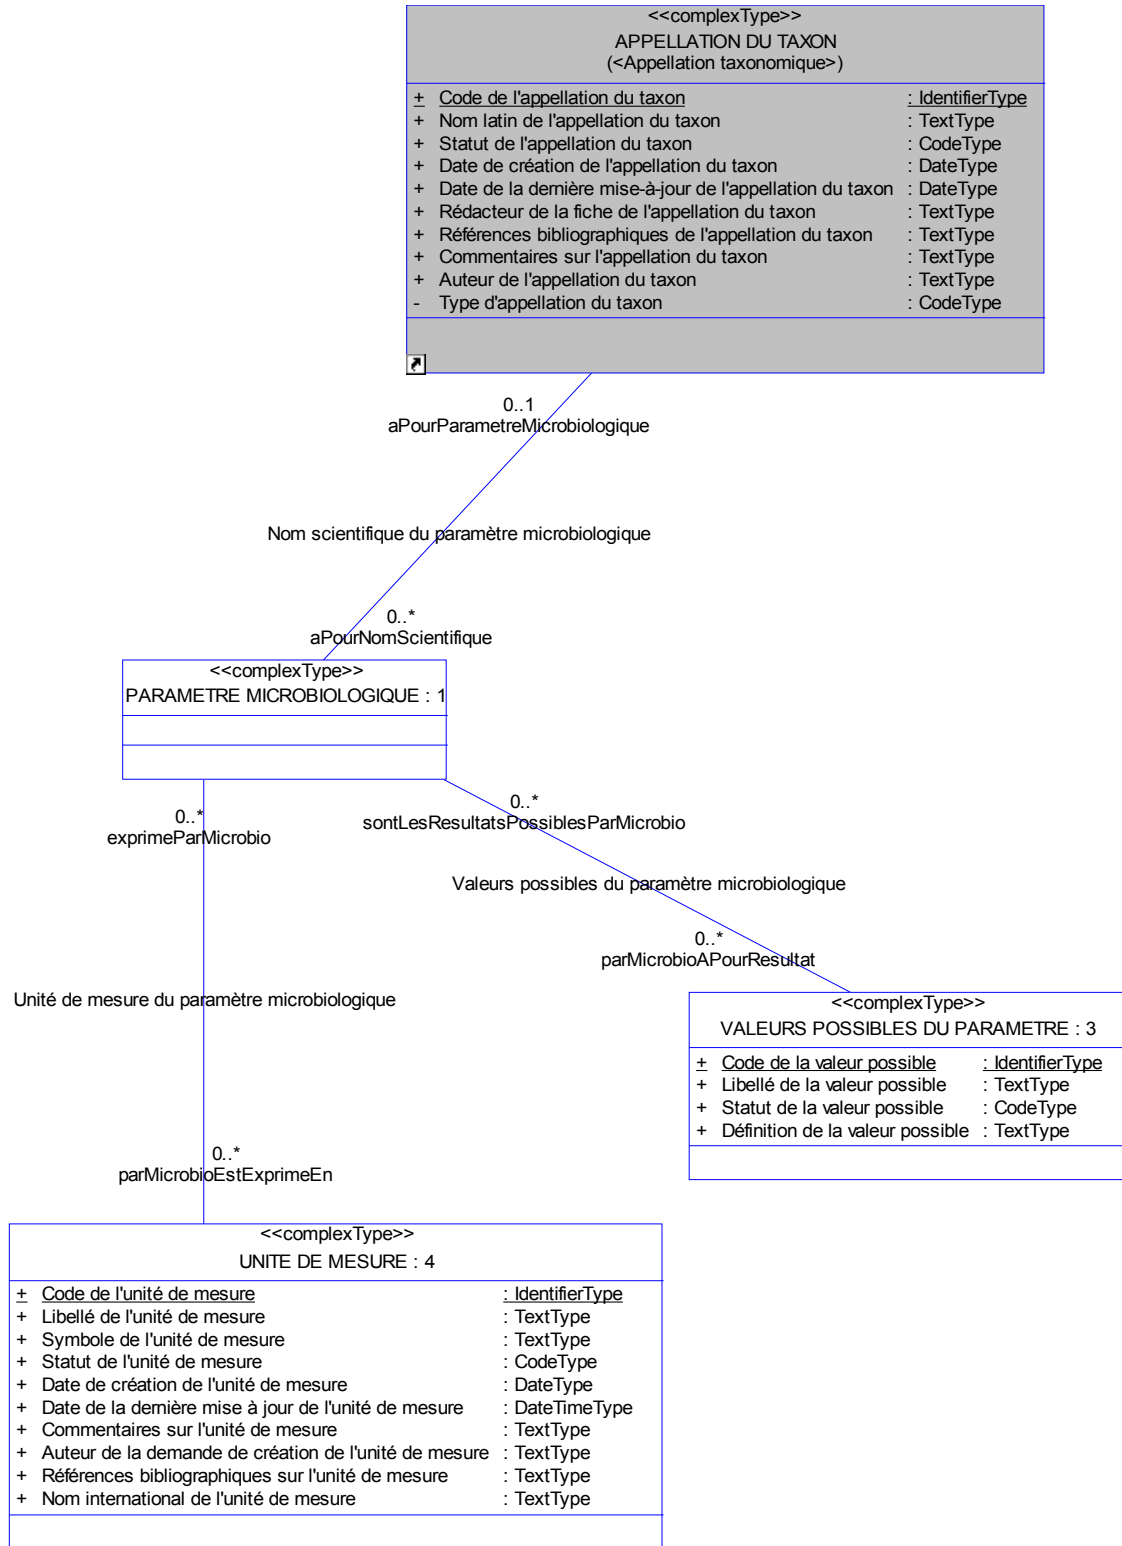 <<complexType>>
APPELLATION DU TAXON
(<Appellation taxonomique>)
+ Code de l'appellation du taxon : IdentifierType
+ Nom latin de l'appellation du taxon : TextType
+ Statut de l'appellation du taxon : CodeType
+ Date de création de l'appellation du taxon : DateType
+ Date de la dernière mise-à-jour de l'appellation du taxon : DateType
+ Rédacteur de la fiche de l'appellation du taxon : TextType
+ Références bibliographiques de l'appellation du taxon : TextType
+ Commentaires sur l'appellation du taxon : TextType
+ Auteur de l'appellation du taxon : TextType
- Type d'appellation du taxon : CodeType
0..1
aPourParametreMicrobiologique
Nom scientifique du paramètre microbiologique
0..*
aPourNomScientifique
<<complexType>>
PARAMETRE MICROBIOLOGIQUE : 1
0..*
exprimeParMicrobio
0..*
sontLesResultatsPossiblesParMicrobio
Valeurs possibles du paramètre microbiologique
0..*
parMicrobioAPourResultat
Unité de mesure du paramètre microbiologique
<<complexType>>
VALEURS POSSIBLES DU PARAMETRE : 3
+ Code de la valeur possible : IdentifierType
+ Libellé de la valeur possible : TextType
+ Statut de la valeur possible : CodeType
+ Définition de la valeur possible : TextType
0..*
parMicrobioEstExprimeEn
<<complexType>>
UNITE DE MESURE : 4
+ Code de l'unité de mesure : IdentifierType
+ Libellé de l'unité de mesure : TextType
+ Symbole de l'unité de mesure : TextType
+ Statut de l'unité de mesure : CodeType
+ Date de création de l'unité de mesure : DateType
+ Date de la dernière mise à jour de l'unité de mesure : DateTimeType
+ Commentaires sur l'unité de mesure : TextType
+ Auteur de la demande de création de l'unité de mesure : TextType
+ Références bibliographiques sur l'unité de mesure : TextType
+ Nom international de l'unité de mesure : TextType